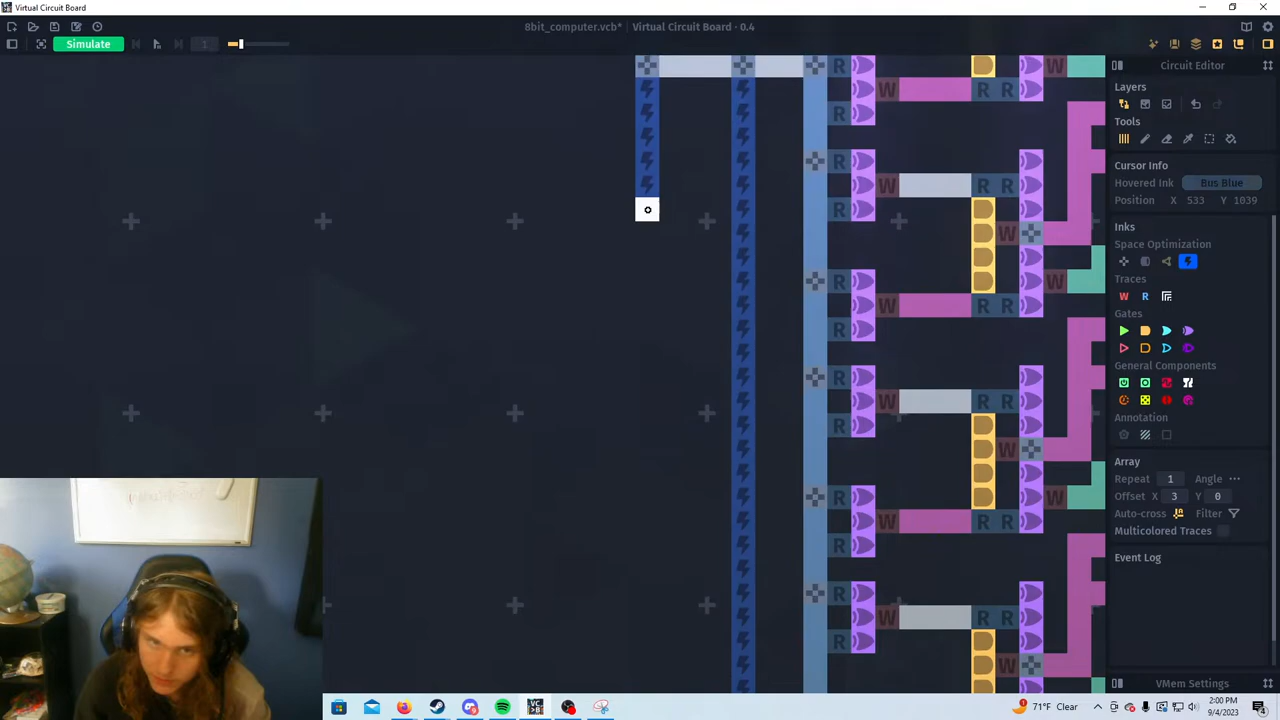 Virtual Circuit Board
8bit_computer.vcb* Virtual Circuit Board - 0.4
Simulate
1
Circuit Editor
Layers
Tools
Cursor Info
Hovered Ink Bus Blue
Position X 533 Y 1039
Inks
Space Optimization
Traces
W R
Gates
General Components
Annotation
Array
Repeat 1 Angle ...
Offset X 3 Y 0
Auto-cross Filter
Multicolored Traces
Event Log
VMem Settings
R W
W R R
R
R
R W R R
R
W
R
W
W R R
R
R
W R R
R
W
R
W
W R R
R
R
W R R
R
W
71°F Clear
2:00 PM
9/4/2023
4